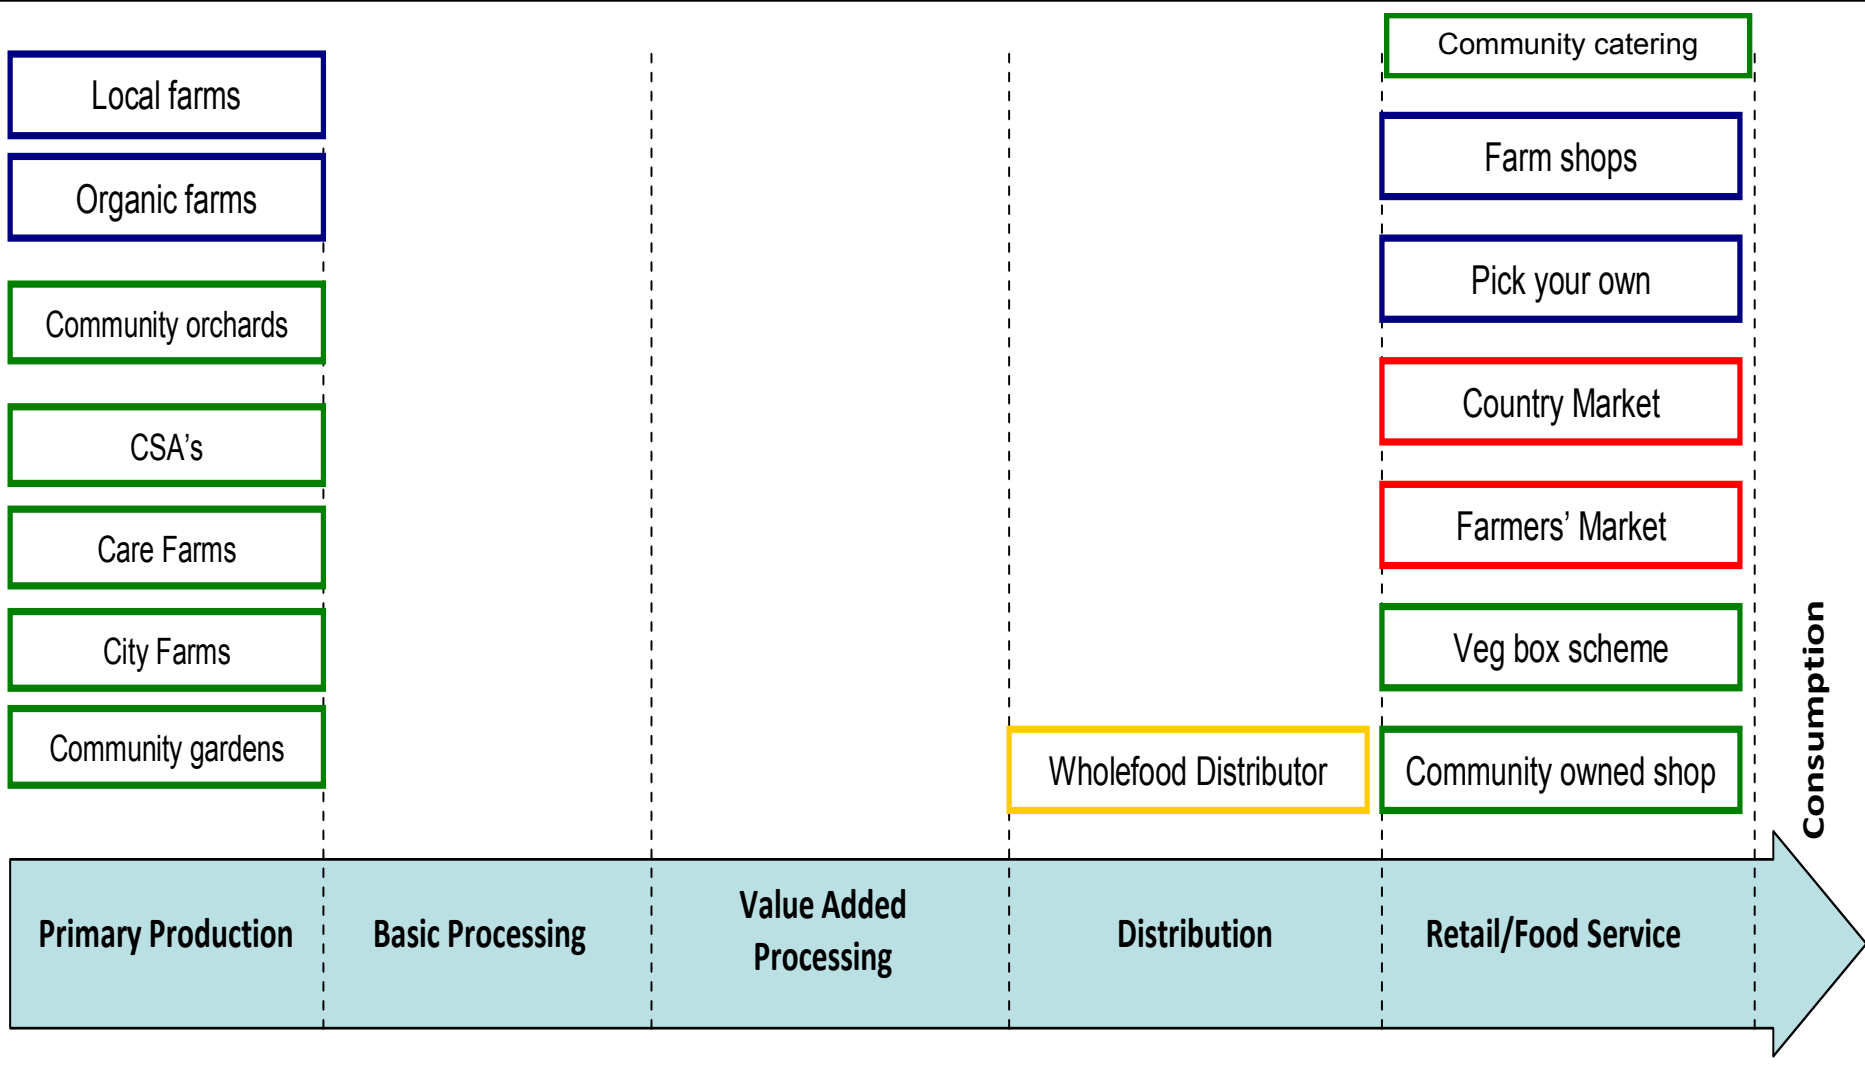 Local farms
Organic farms
Community orchards
CSA’s
Care Farms
City Farms
Community gardens
Wholefood Distributor
Community catering
Farm shops
Pick your own
Country Market
Farmers’ Market
Veg box scheme
Community owned shop
Consumption
Primary Production
Basic Processing
Value Added
Processing
Distribution
Retail/Food Service